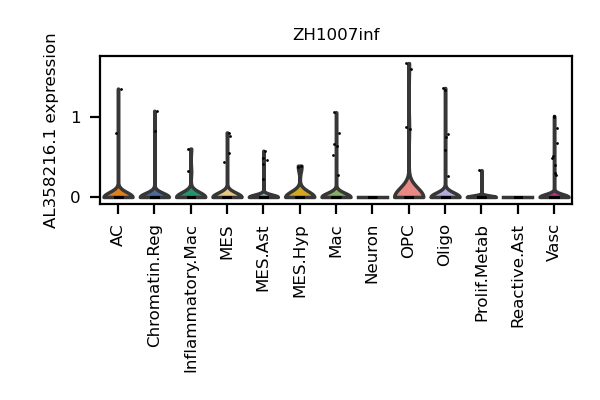 ZH1007inf
AL358216.1 expression
1
0
AC
Chromatin.Reg
Inflammatory.Mac
MES
MES.Ast
MES.Hyp
Mac
Neuron
OPC
Oligo
Prolif.Metab
Reactive.Ast
Vasc